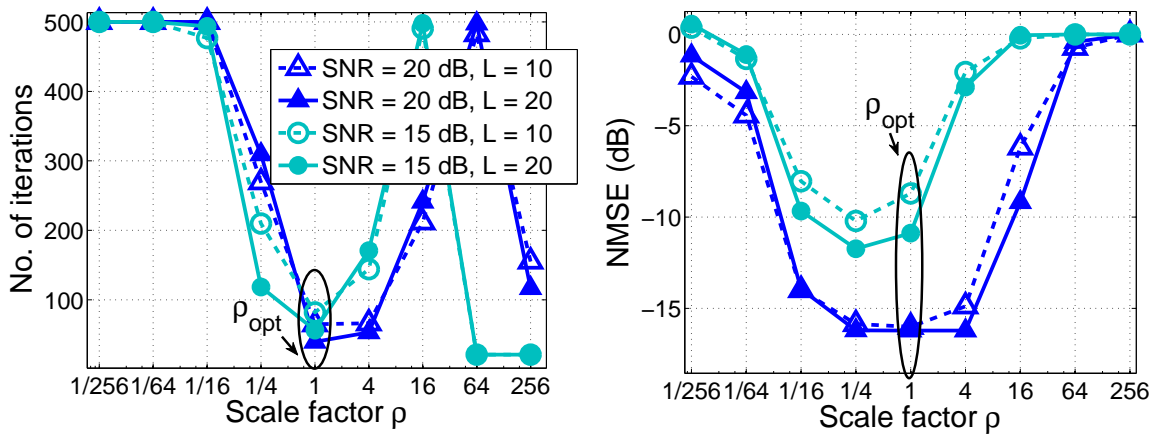 500
400
300
200
100
No. of iterations
SNR = 20 dB, L = 10
SNR = 20 dB, L = 20
SNR = 15 dB, L = 10
SNR = 15 dB, L = 20
ρopt
1/256 1/64 1/16 1/4 1 4 16 64 256
Scale factor ρ
0
−5
−10
−15
NMSE (dB)
ρopt
1/256 1/64 1/16 1/4 1 4 16 64 256
Scale factor ρ